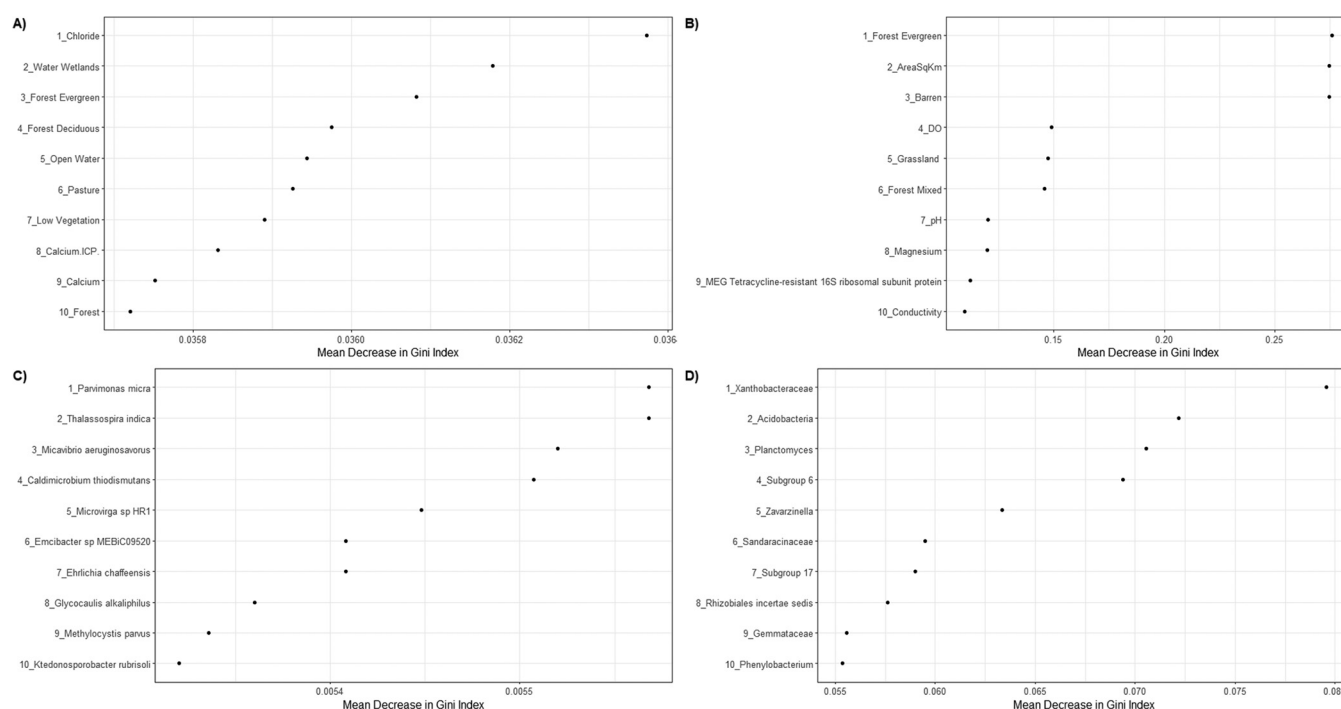 A)
1_Chloride
2_Water Wetlands
3_Forest Evergreen
4_Forest Deciduous
5_Open Water
6_Pasture
7_Low Vegetation
8_Calcium.ICP.
9_Calcium
10_Forest
0.0358 0.0360 0.0362 0.036
Mean Decrease in Gini Index
B)
1_Forest Evergreen
2_AreaSqKm
3_Barren
4_DO
5_Grassland
6_Forest Mixed
7_pH
8_Magnesium
9_MEG Tetracycline-resistant 16S ribosomal subunit protein
10_Conductivity
0.15 0.20 0.25
Mean Decrease in Gini Index
C)
1_Parvimonas micra
2_Thalassospira indica
3_Micavibrio aeruginosavorus
4_Caldimicrobium thiodismutans
5_Microvirga sp HR1
6_Emcibacter sp MEBiC09520
7_Ehrlichia chaffeensis
8_Glycocaulis alkaliphilus
9_Methylocystis parvus
10_Ktedonosporobacter rubrisoli
0.0054 0.0055
Mean Decrease in Gini Index
D)
1_Xanthobacteraceae
2_Acidobacteria
3_Planctomyces
4_Subgroup 6
5_Zavarzinella
6_Sandaracinaceae
7_Subgroup 17
8_Rhizobiales incertae sedis
9_Gemmataceae
10_Phenylobacterium
0.055 0.060 0.065 0.070 0.075 0.08
Mean Decrease in Gini Index